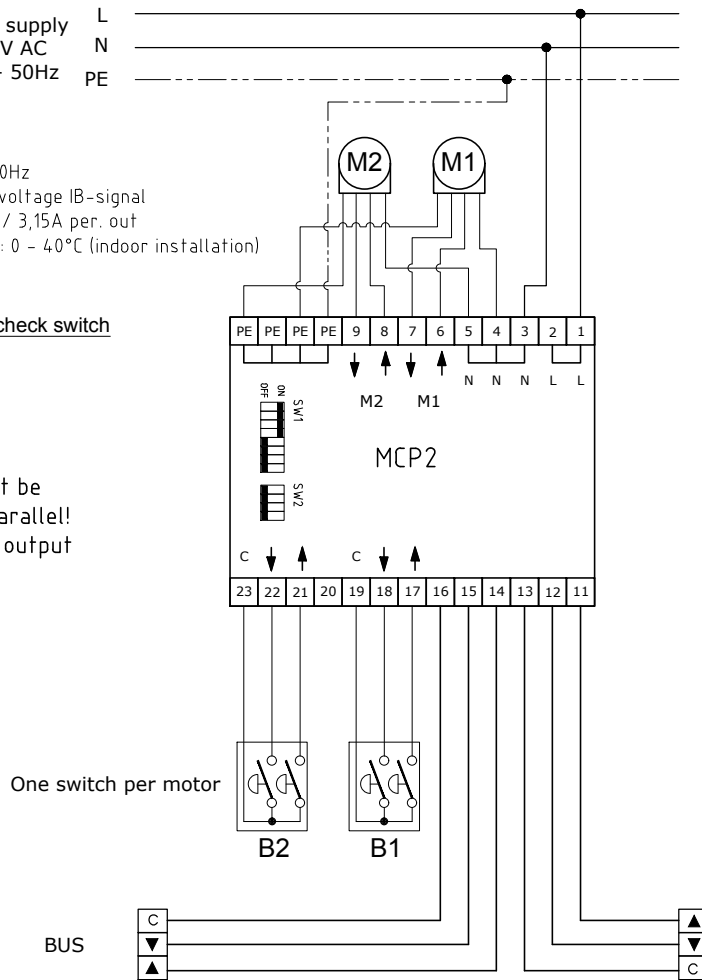 supply
V AC
50Hz
L
N
PE
0Hz
voltage IB-signal
/ 3,15A per. out
: 0 - 40°C (indoor installation)
M2
M1
check switch
PE PE PE PE 9 8 7 6 5 4 3 2 1
N N N L L
M2 M1
OFF ON
SW1
MCP2
SW2
t be
arallel!
output
C C
23 22 21 20 19 18 17 16 15 14 13 12 11
One switch per motor
B2 B1
BUS
C
C